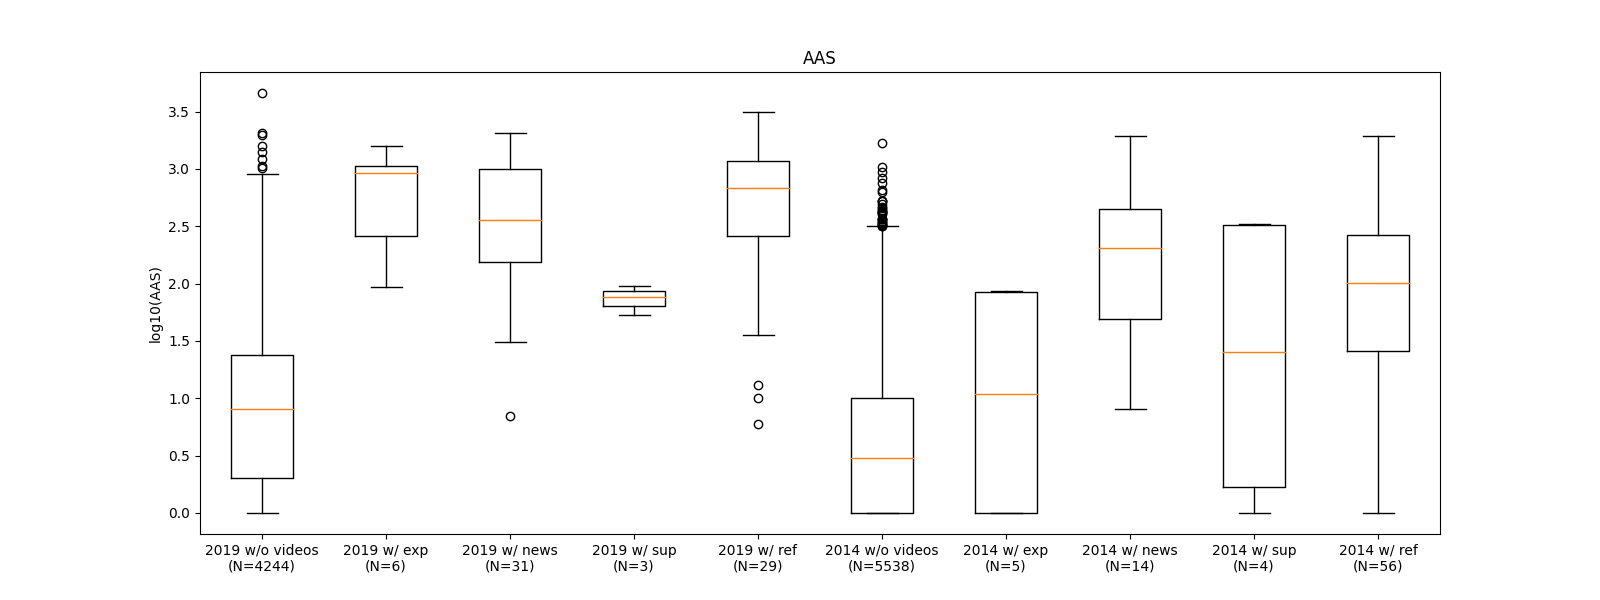 AAS
log10(AAS)
3.5
3.0
2.5
2.0
1.5
1.0
0.5
0.0
2019 w/o videos
(N=4244)
2019 w/ exp
(N=6)
2019 w/ news
(N=31)
2019 w/ sup
(N=3)
2019 w/ ref
(N=29)
2014 w/o videos
(N=5538)
2014 w/ exp
(N=5)
2014 w/ news
(N=14)
2014 w/ sup
(N=4)
2014 w/ ref
(N=56)